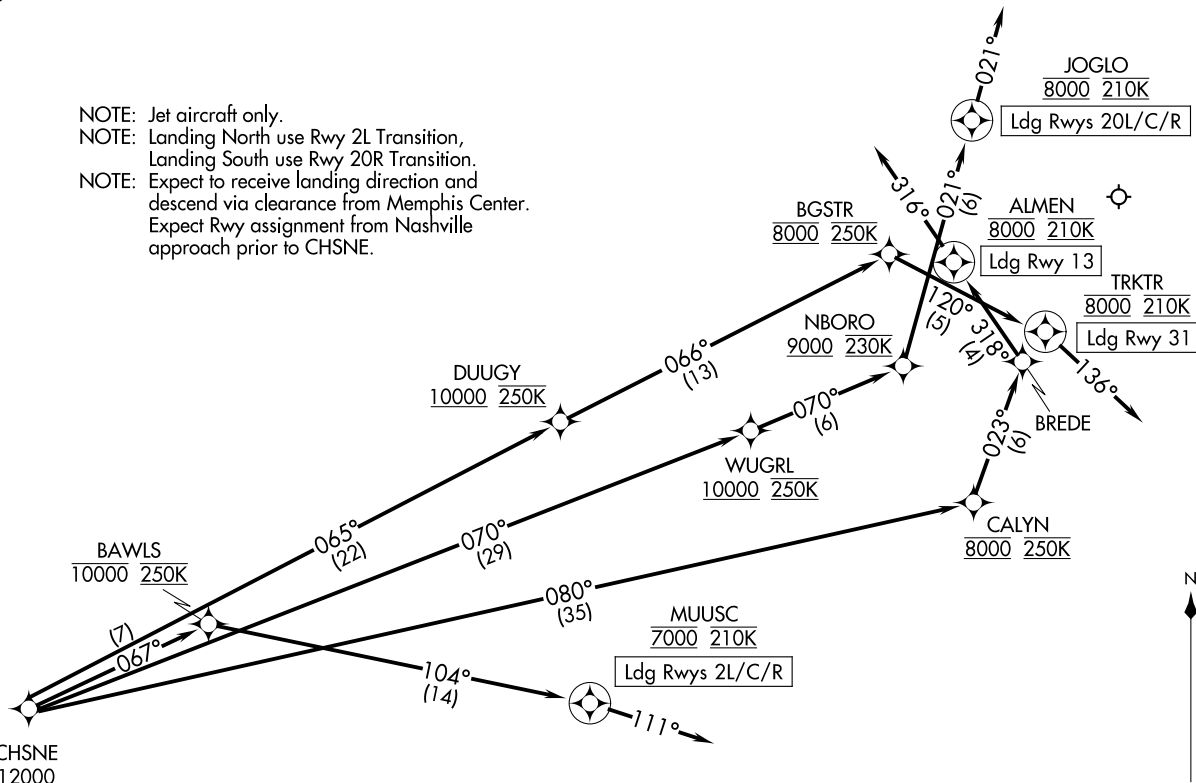 NOTE: Jet aircraft only.
NOTE: Landing North use Rwy 2L Transition,
Landing South use Rwy 20R Transition.
NOTE: Expect to receive landing direction and
descend via clearance from Memphis Center.
Expect Rwy assignment from Nashville
approach prior to CHSNE.
021°
JOGLO
8000 210K
Ldg Rwys 20L/C/R
316°
021°
(6)
ALMEN
8000 210K
Ldg Rwy 13
BGSTR
8000 250K
TRKTR
8000 210K
Ldg Rwy 31
120°
(5)
318°
(4)
136°
NBORO
9000 230K
BREDE
066°
(13)
DUUGY
10000 250K
070°
(6)
023°
(6)
WUGRL
10000 250K
CALYN
8000 250K
065°
(22)
070°
(29)
BAWLS
10000 250K
080°
(35)
N
MUUSC
7000 210K
Ldg Rwys 2L/C/R
(7)
067°
104°
(14)
111°
CHSNE
12000